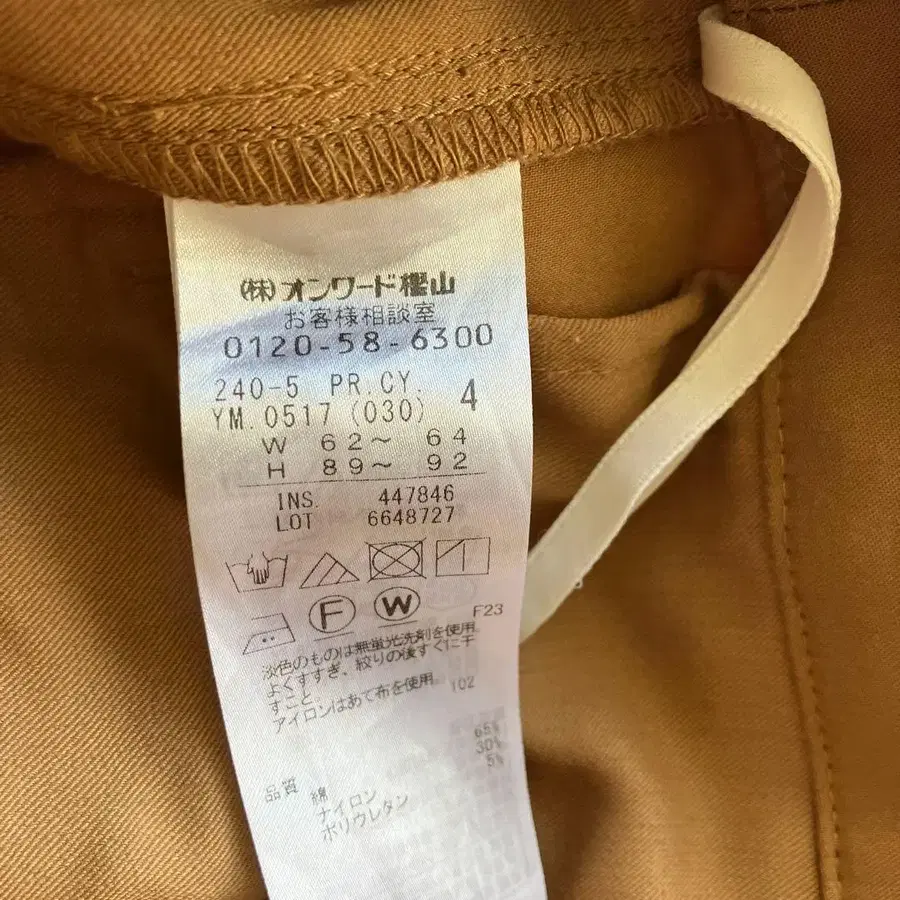 (株)オンワード樫山
お客様相談室
0120-58-6300
240-5 PR.CY.
YM.0517 (030) 4
W 62～ 64
H 89～ 92
INS. 447846
LOT 6648727
F W
F23
淡色のものは無蛍光洗剤を使用
よくすすぎ、絞りの後すぐに干
すこと。
アイロンはあて布を使用 102
品質 綿 65%
ナイロン 30%
ポリウレタン 5%